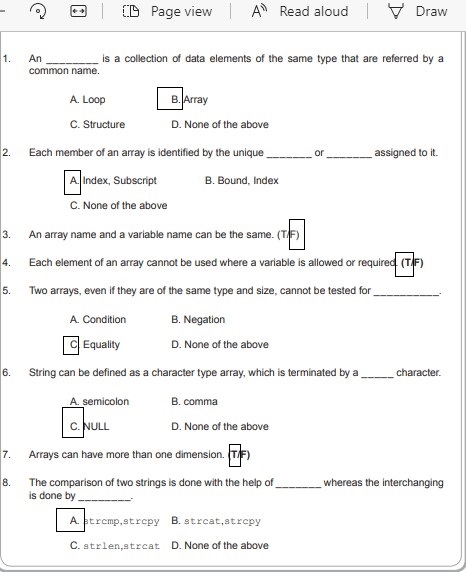 Page view A Read aloud Draw
1. An ________ is a collection of data elements of the same type that are referred by a
common name.
A. Loop B. Array
C. Structure D. None of the above
2. Each member of an array is identified by the unique _______ or _______ assigned to it.
A. Index, Subscript B. Bound, Index
C. None of the above
3. An array name and a variable name can be the same. (T/F)
4. Each element of an array cannot be used where a variable is allowed or required. (T/F)
5. Two arrays, even if they are of the same type and size, cannot be tested for __________.
A. Condition B. Negation
C. Equality D. None of the above
6. String can be defined as a character type array, which is terminated by a _____ character.
A. semicolon B. comma
C. NULL D. None of the above
7. Arrays can have more than one dimension. (T/F)
8. The comparison of two strings is done with the help of _______ whereas the interchanging
is done by ________.
A. strcmp,strcpy B. strcat,strcpy
C. strlen,strcat D. None of the above